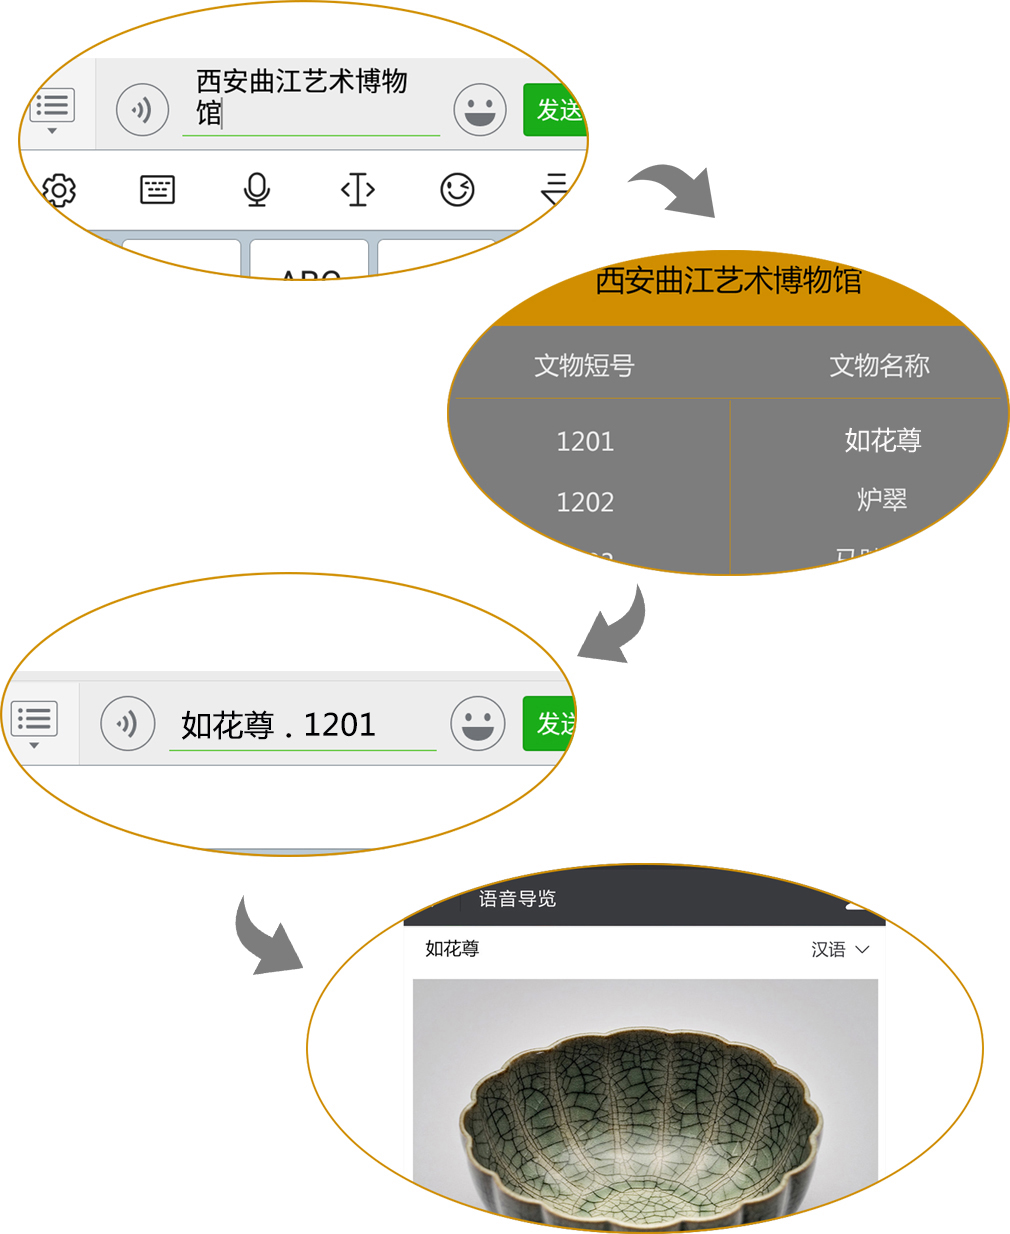 西安曲江艺术博物
馆
发送
ABC
西安曲江艺术博物馆
文物短号 文物名称
1201 如花尊
1202 炉翠
如花尊 . 1201
发送
语音导览
如花尊 汉语